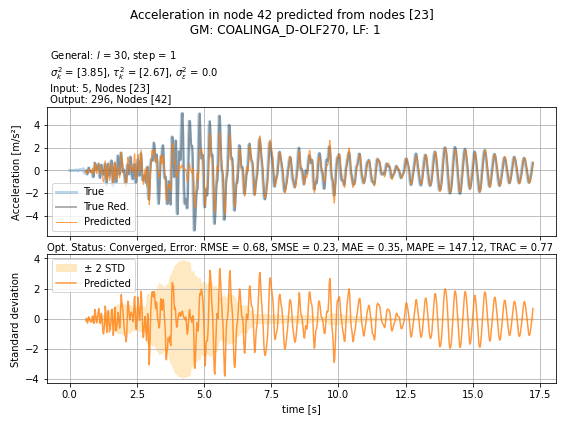 Acceleration in node 42 predicted from nodes [23]
GM: COALINGA_D-OLF270, LF: 1
General: l = 30, step = 1
σ²ₖ = [3.85], τ²ₖ = [2.67], σ²ε = 0.0
Input: 5, Nodes [23]
Output: 296, Nodes [42]
Acceleration [m/s²]
4
2
0
−2
−4
True
True Red.
Predicted
Opt. Status: Converged, Error: RMSE = 0.68, SMSE = 0.23, MAE = 0.35, MAPE = 147.12, TRAC = 0.77
Standard deviation
4
2
0
−2
−4
± 2 STD
Predicted
0.0 2.5 5.0 7.5 10.0 12.5 15.0 17.5
time [s]